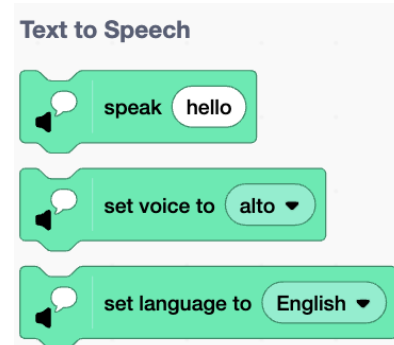 Text to Speech
speak hello
set voice to alto
set language to English